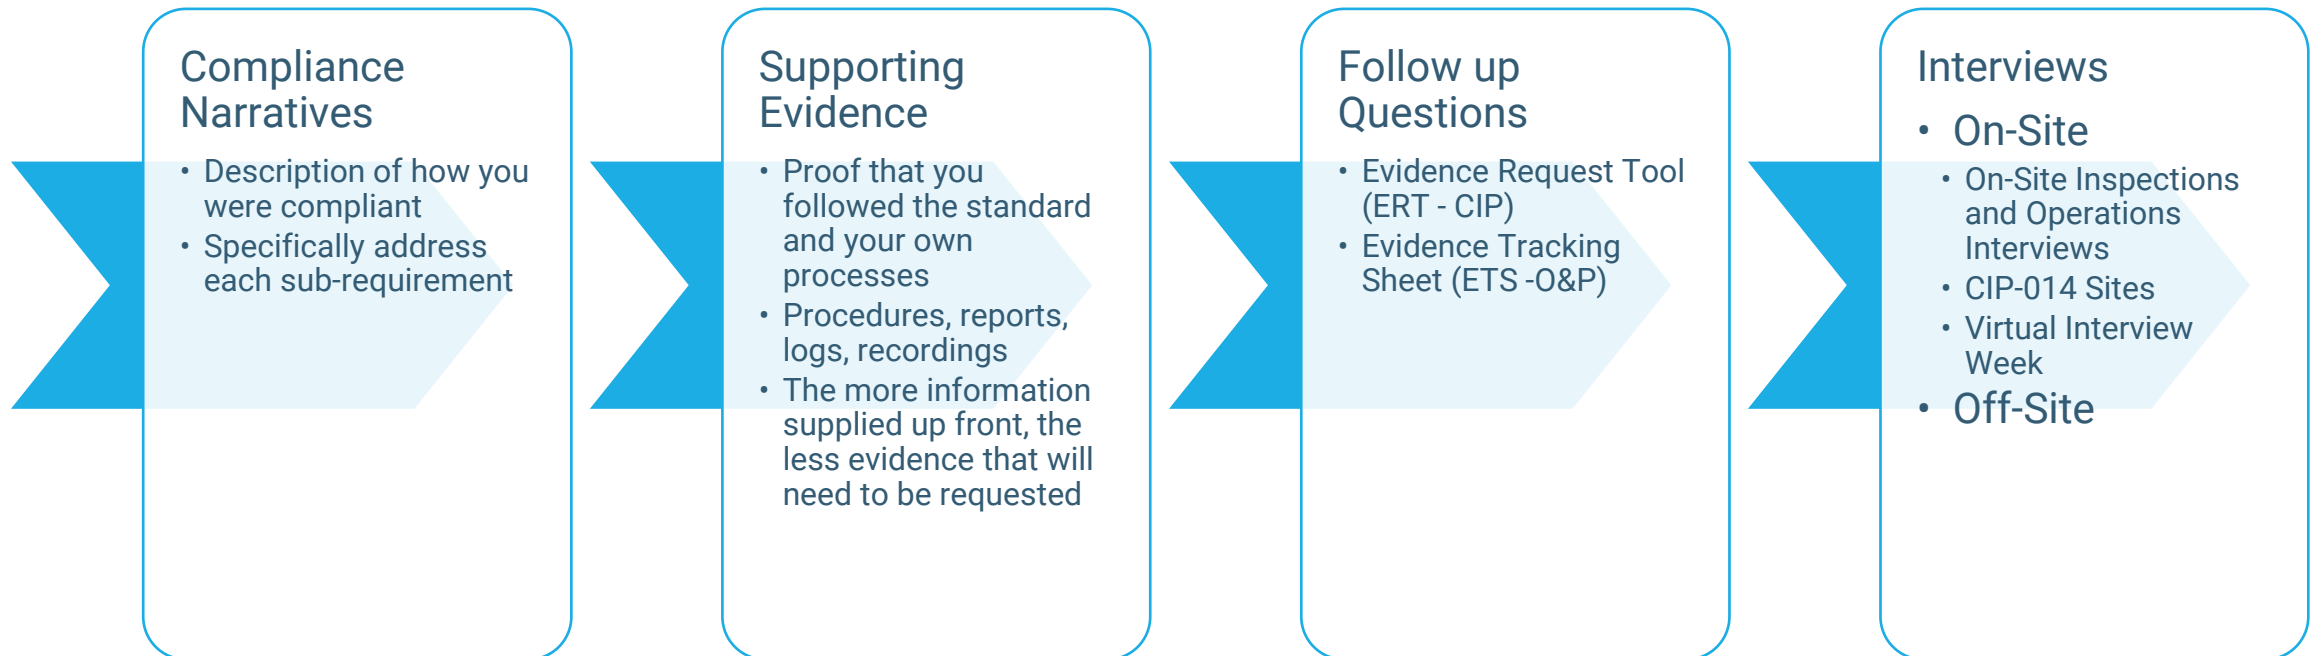 Compliance
Narratives
• Description of how you
were compliant
• Specifically address
each sub-requirement
Supporting
Evidence
• Proof that you
followed the standard
and your own
processes
• Procedures, reports,
logs, recordings
• The more information
supplied up front, the
less evidence that will
need to be requested
Follow up
Questions
• Evidence Request Tool
(ERT - CIP)
• Evidence Tracking
Sheet (ETS -O&P)
Interviews
• On-Site
• On-Site Inspections
and Operations
Interviews
• CIP-014 Sites
• Virtual Interview
Week
• Off-Site